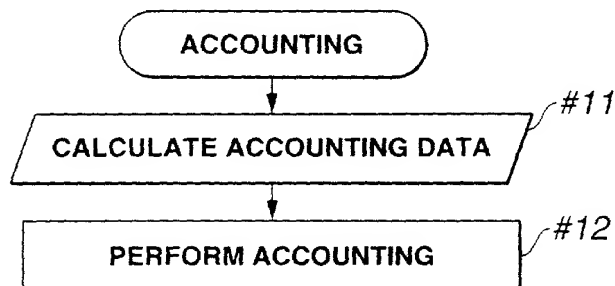 ACCOUNTING
#11
CALCULATE ACCOUNTING DATA
#12
PERFORM ACCOUNTING